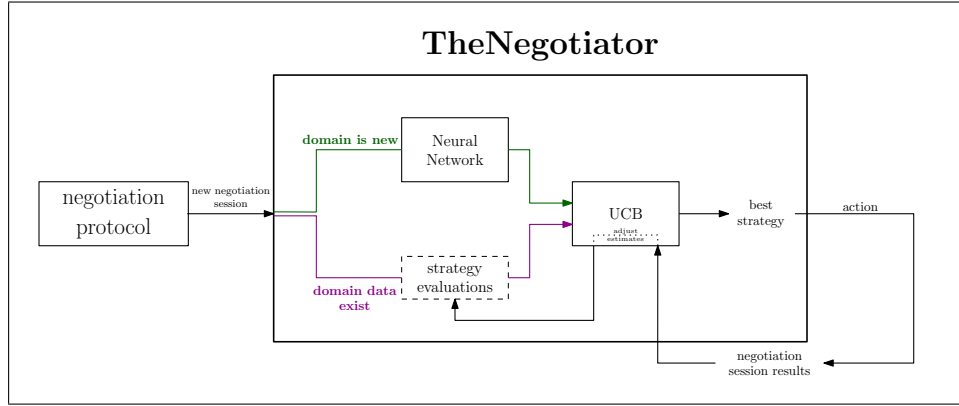 TheNegotiator
domain is new
Neural
Network
negotiation
protocol
new negotiation
session
UCB
adjust
estimates
best
strategy
action
strategy
evaluations
domain data
exist
negotiation
session results